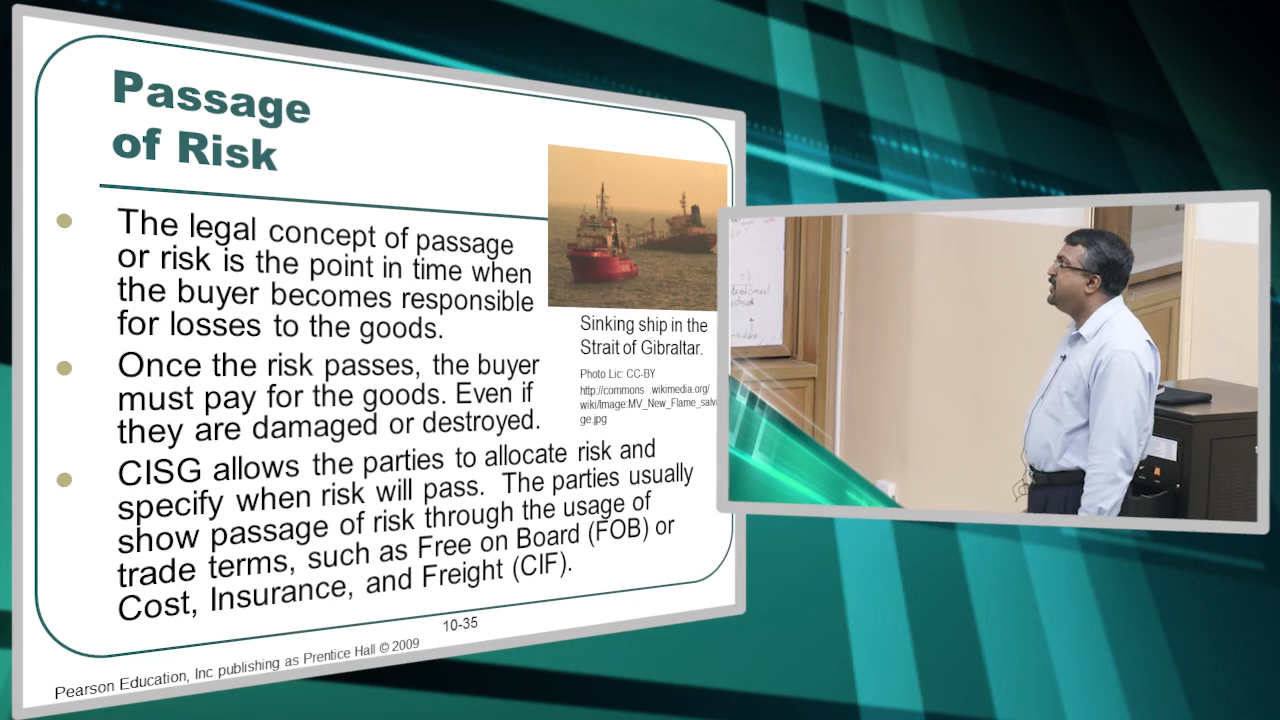 Passage
of Risk
The legal concept of passage
or risk is the point in time when
the buyer becomes responsible
for losses to the goods.
Once the risk passes, the buyer
must pay for the goods. Even if
they are damaged or destroyed.
CISG allows the parties to allocate risk and
specify when risk will pass. The parties usually
show passage of risk through the usage of
trade terms, such as Free on Board (FOB) or
Cost, Insurance, and Freight (CIF).
Sinking ship in the
Strait of Gibraltar.
Photo Lic: CC-BY
http://commons .wikimedia.org/
wiki/Image:MV_New_Flame_salva
ge.jpg
10-35
Pearson Education, Inc publishing as Prentice Hall © 2009